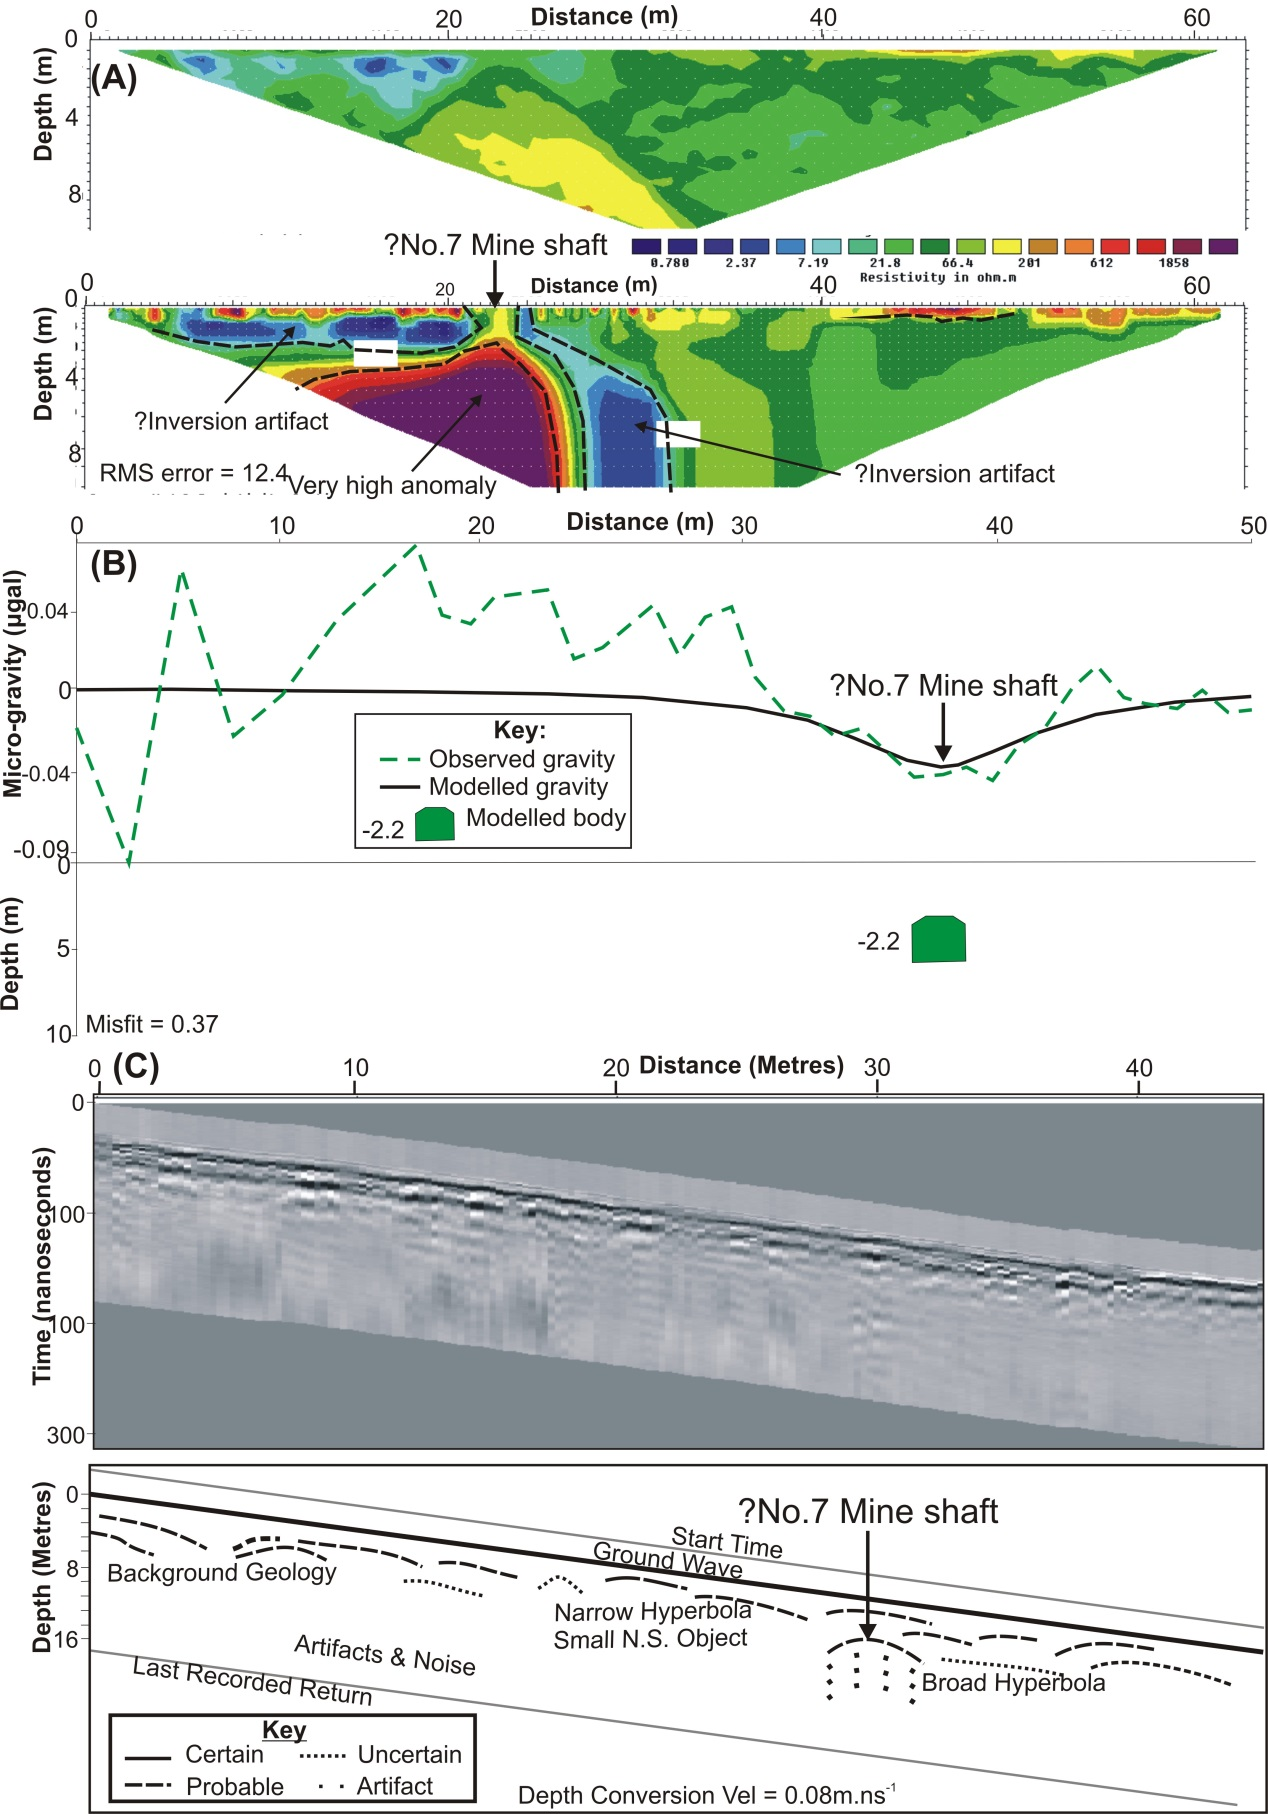 0 20 Distance (m) 40 60
0
(A)
Depth (m)
4
8
?No.7 Mine shaft
0.780 2.37 7.19 21.8 66.4 201 612 1858
Resistivity in ohm.m
0 20 Distance (m) 40 60
0
Depth (m)
4
8
?Inversion artifact
RMS error = 12.4
Very high anomaly
?Inversion artifact
0 10 20 Distance (m) 30 40 50
(B)
Micro-gravity (µgal)
0.04
0
-0.04
-0.09
?No.7 Mine shaft
Key:
Observed gravity
Modelled gravity
-2.2 Modelled body
0
Depth (m)
5
10
-2.2
Misfit = 0.37
0 (C) 10 20 Distance (Metres) 30 40
0
Time (nanoseconds)
100
100
300
Depth (Metres)
0
8
16
?No.7 Mine shaft
Start Time
Ground Wave
Background Geology
Narrow Hyperbola
Small N.S. Object
Artifacts & Noise
Last Recorded Return
Broad Hyperbola
Key
Certain Uncertain
Probable Artifact
Depth Conversion Vel = 0.08m.ns-1